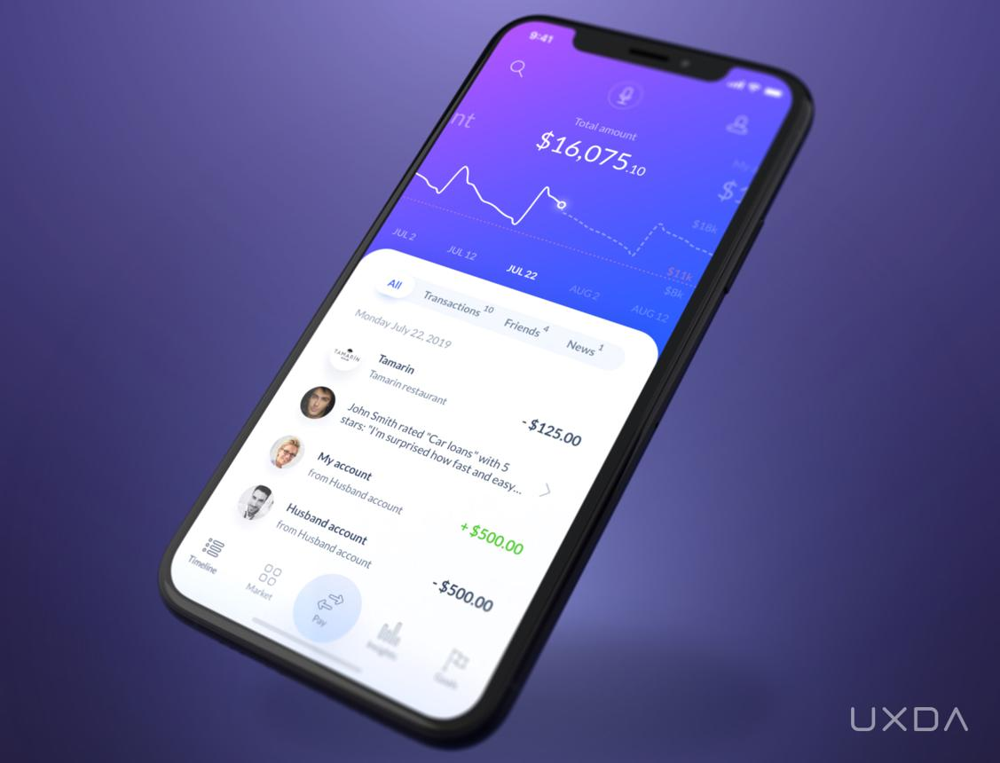 9:41
nt
Total amount
$16,075.10
$18k
$11k
$8k
JUL 2
JUL 12
JUL 22
AUG 2
AUG 12
All
Transactions 10
Friends 4
News 1
Monday July 22, 2019
TAMARIN
Tamarin
Tamarin restaurant
- $125.00
John Smith rated "Car loans" with 5
stars: "I'm surprised how fast and easy...
My account
from Husband account
+ $500.00
Husband account
from Husband account
- $500.00
Timeline
Market
Pay
Insights
Goals
UXDA